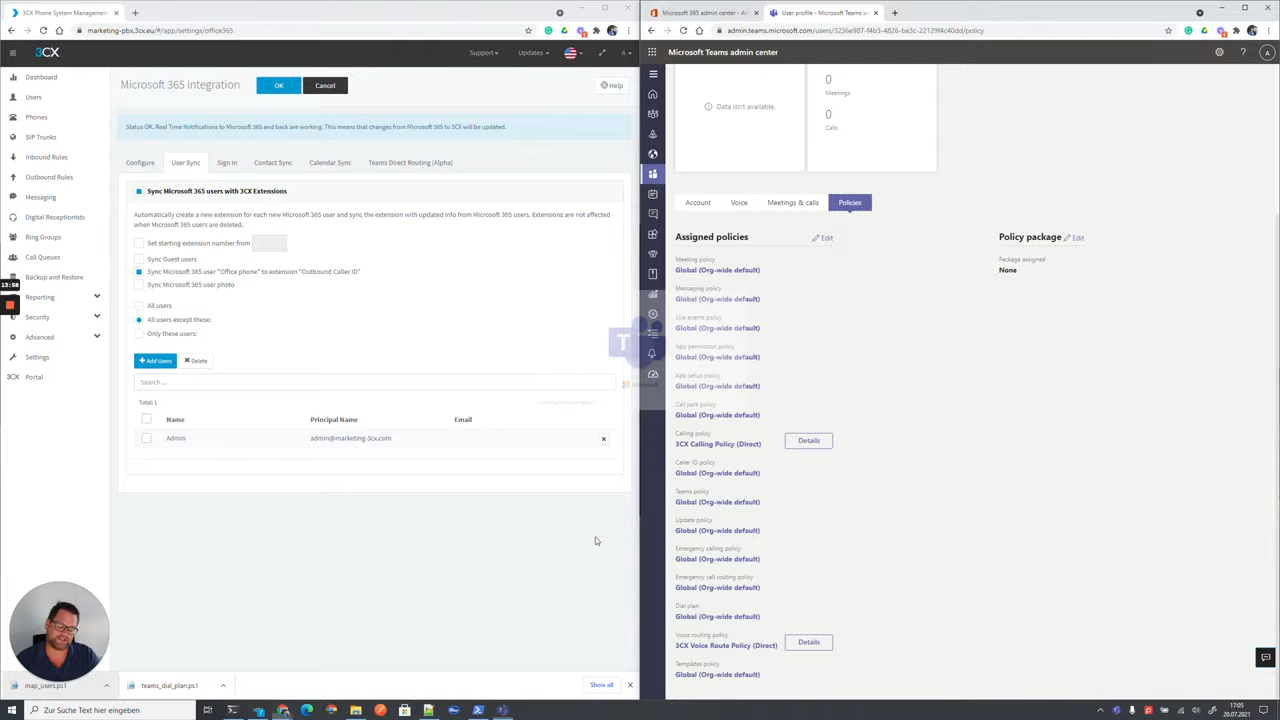 3CX Phone System Management
marketing-pbx.3cx.eu/#/app/settings/office365
3CX
Support
Updates
A
Dashboard
Users
Phones
SIP Trunks
Inbound Rules
Outbound Rules
Messaging
Digital Receptionists
Ring Groups
Call Queues
Backup and Restore
Reporting
Security
Advanced
Settings
3CX Portal
13:58
Microsoft 365 Integration
OK
Cancel
Help
Status OK. Real Time Notifications to Microsoft 365 and back are working. This means that changes from Microsoft 365 to 3CX will be updated.
Configure
User Sync
Sign In
Contact Sync
Calendar Sync
Teams Direct Routing (Alpha)
Sync Microsoft 365 users with 3CX Extensions
Automatically create a new extension for each new Microsoft 365 user and sync the extension with updated info from Microsoft 365 users. Extensions are not affected
when Microsoft 365 users are deleted.
Set starting extension number from
Sync Guest users
Sync Microsoft 365 user "Office phone" to extension "Outbound Caller ID"
Sync Microsoft 365 user photo
All users
All users except these:
Only these users:
Add Users
Delete
Search ...
Total: 1
Name
Principal Name
Email
Admin
admin@marketing-3cx.com
map_users.ps1
teams_dial_plan.ps1
Show all
Microsoft 365 admin center - Ac
User profile - Microsoft Teams a
admin.teams.microsoft.com/users/3236e987-f4b3-4826-be3c-22129f4c40dd/policy
Microsoft Teams admin center
?
A
Data isn't available.
0
Meetings
0
Calls
Account
Voice
Meetings & calls
Policies
Assigned policies
Edit
Policy package
Edit
Package assigned
None
Meeting policy
Global (Org-wide default)
Messaging policy
Global (Org-wide default)
Live events policy
Global (Org-wide default)
App permission policy
Global (Org-wide default)
App setup policy
Global (Org-wide default)
Call park policy
Global (Org-wide default)
Calling policy
3CX Calling Policy (Direct)
Details
Caller ID policy
Global (Org-wide default)
Teams policy
Global (Org-wide default)
Update policy
Global (Org-wide default)
Emergency calling policy
Global (Org-wide default)
Emergency call routing policy
Global (Org-wide default)
Dial plan
Global (Org-wide default)
Voice routing policy
3CX Voice Route Policy (Direct)
Details
Templates policy
Global (Org-wide default)
T
Microsoft
Zur Suche Text hier eingeben
17:05
20.07.2021